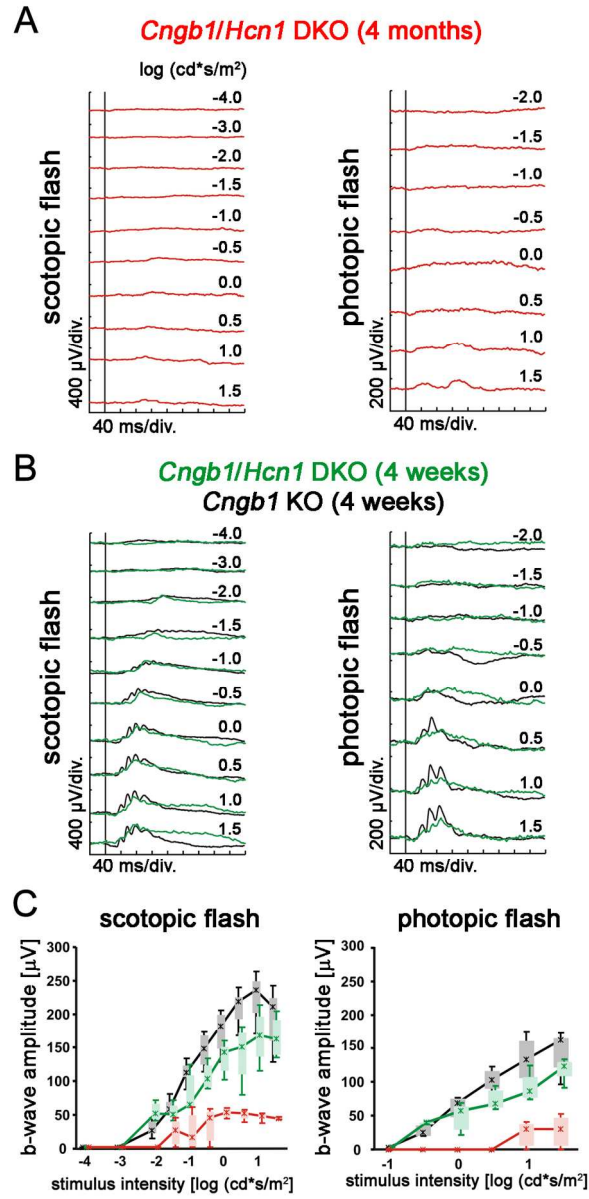 A
Cngb1/Hcn1 DKO (4 months)
log (cd*s/m²)
scotopic flash
400 µV/div.
-4.0
-3.0
-2.0
-1.5
-1.0
-0.5
0.0
0.5
1.0
1.5
40 ms/div.
photopic flash
200 µV/div.
-2.0
-1.5
-1.0
-0.5
0.0
0.5
1.0
1.5
40 ms/div.
B
Cngb1/Hcn1 DKO (4 weeks)
Cngb1 KO (4 weeks)
scotopic flash
400 µV/div.
-4.0
-3.0
-2.0
-1.5
-1.0
-0.5
0.0
0.5
1.0
1.5
40 ms/div.
photopic flash
200 µV/div.
-2.0
-1.5
-1.0
-0.5
0.0
0.5
1.0
1.5
40 ms/div.
C
scotopic flash
b-wave amplitude [µV]
300
250
200
150
100
50
0
-4 -3 -2 -1 0 1
stimulus intensity [log (cd*s/m²]
photopic flash
b-wave amplitude [µV]
300
250
200
150
100
50
0
-1 0 1
stimulus intensity [log (cd*s/m²]